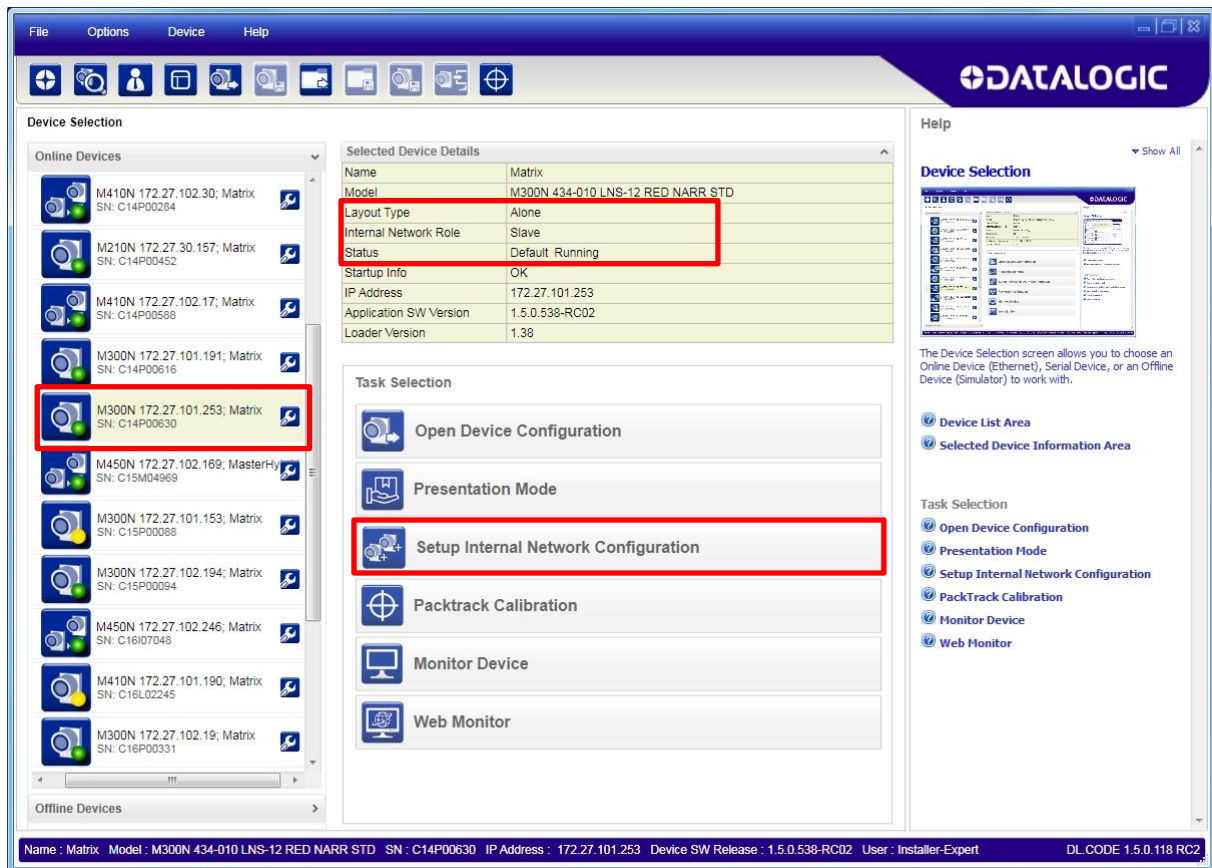 File Options Device Help
DATALOGIC
Device Selection
Online Devices
M410N 172.27.102.30; Matrix
SN: C14P00284
M210N 172.27.30.157; Matrix
SN: C14P00452
M410N 172.27.102.17; Matrix
SN: C14P00588
M300N 172.27.101.191; Matrix
SN: C14P00616
M300N 172.27.101.253; Matrix
SN: C14P00630
M450N 172.27.102.169; MasterHy
SN: C15M04969
M300N 172.27.101.153; Matrix
SN: C15P00088
M300N 172.27.102.194; Matrix
SN: C15P00094
M450N 172.27.102.246; Matrix
SN: C16I07048
M410N 172.27.101.190; Matrix
SN: C16L02245
M300N 172.27.102.19; Matrix
SN: C16P00331
Offline Devices
Selected Device Details
Name Matrix
Model M300N 434-010 LNS-12 RED NARR STD
Layout Type Alone
Internal Network Role Slave
Status Default Running
Startup Info OK
IP Address 172.27.101.253
Application SW Version 1.5.0.538-RC02
Loader Version 1.38
Task Selection
Open Device Configuration
Presentation Mode
Setup Internal Network Configuration
Packtrack Calibration
Monitor Device
Web Monitor
Help
Show All
Device Selection
The Device Selection screen allows you to choose an
Online Device (Ethernet), Serial Device, or an Offline
Device (Simulator) to work with.
Device List Area
Selected Device Information Area
Task Selection
Open Device Configuration
Presentation Mode
Setup Internal Network Configuration
PackTrack Calibration
Monitor Device
Web Monitor
Name : Matrix Model : M300N 434-010 LNS-12 RED NARR STD SN : C14P00630 IP Address : 172.27.101.253 Device SW Release : 1.5.0.538-RC02 User : Installer-Expert DL.CODE 1.5.0.118 RC2